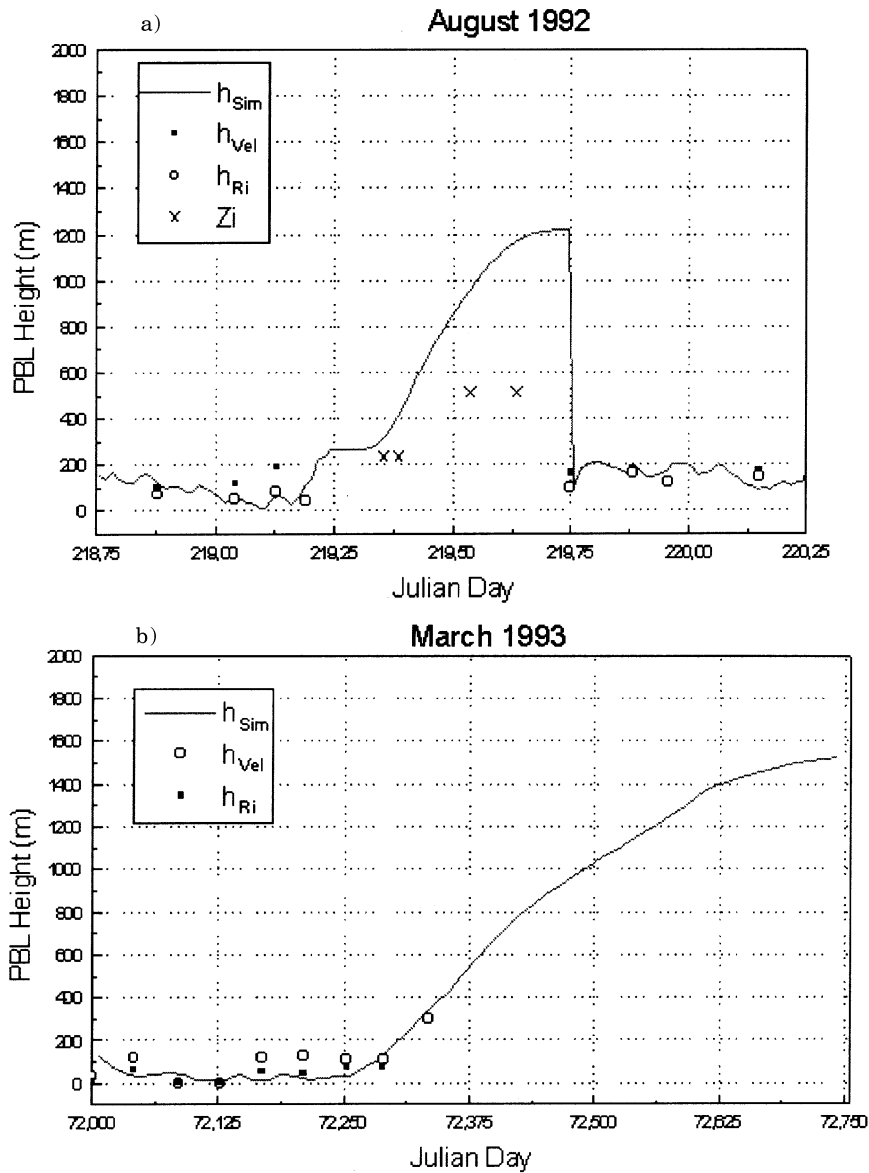 a)
August 1992
2000
1800
1600
1400
1200
1000
800
600
400
200
0
PBL Height (m)
h_Sim
h_Vel
h_Ri
Zi
218,75
219,00
219,25
219,50
219,75
220,00
220,25
Julian Day
b)
March 1993
2000
1800
1600
1400
1200
1000
800
600
400
200
0
PBL Height (m)
h_Sim
h_Vel
h_Ri
72,000
72,125
72,250
72,375
72,500
72,625
72,750
Julian Day